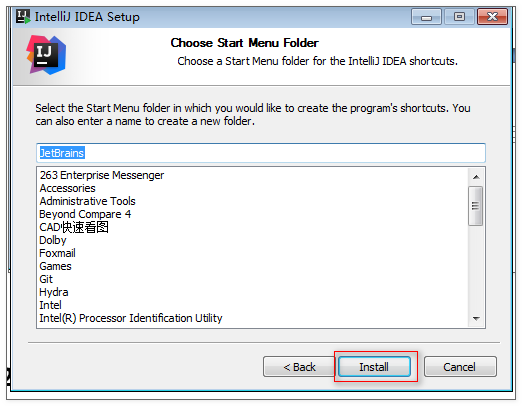 IntelliJ IDEA Setup
IJ
Choose Start Menu Folder
Choose a Start Menu folder for the IntelliJ IDEA shortcuts.
Select the Start Menu folder in which you would like to create the program's shortcuts. You
can also enter a name to create a new folder.
JetBrains
263 Enterprise Messenger
Accessories
Administrative Tools
Beyond Compare 4
CAD快速看图
Dolby
Foxmail
Games
Git
Hydra
Intel
Intel(R) Processor Identification Utility
< Back
Install
Cancel